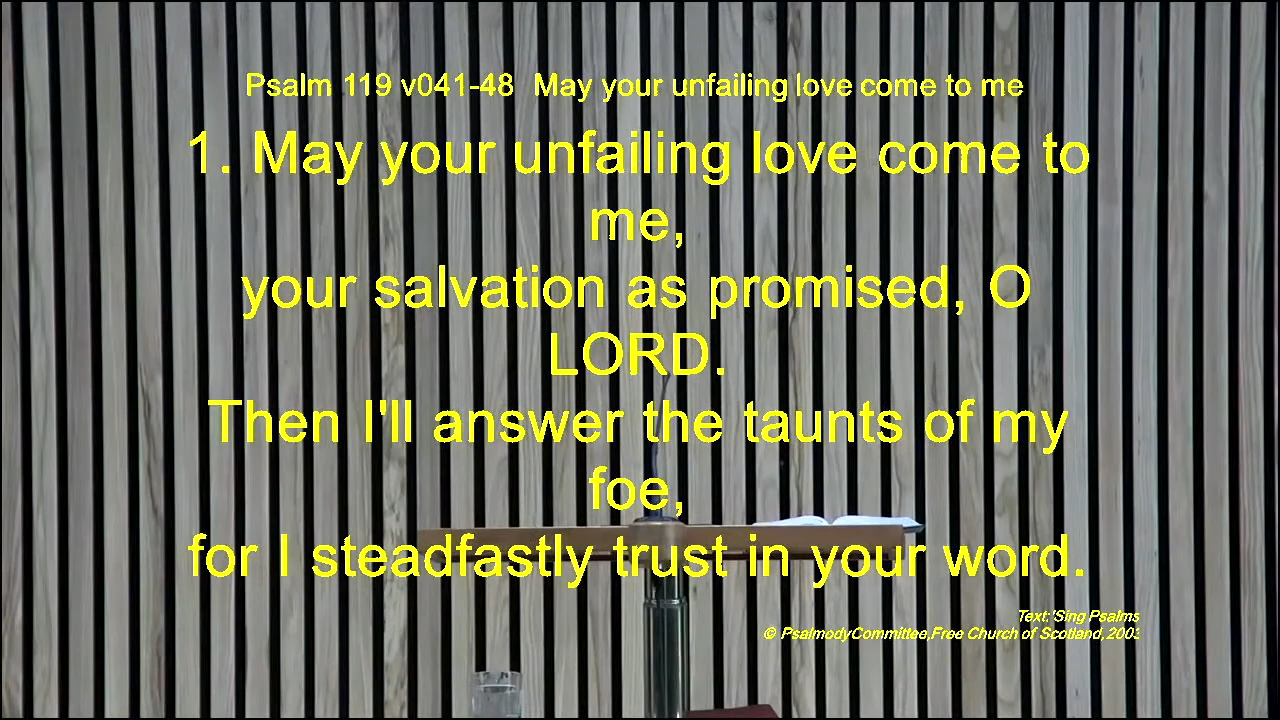 Psalm 119 v041-48  May your unfailing love come to me
1. May your unfailing love come to
me,
your salvation as promised, O
LORD.
Then I'll answer the taunts of my
foe,
for I steadfastly trust in your word.
Text:'Sing Psalms
© PsalmodyCommittee,Free Church of Scotland,2003